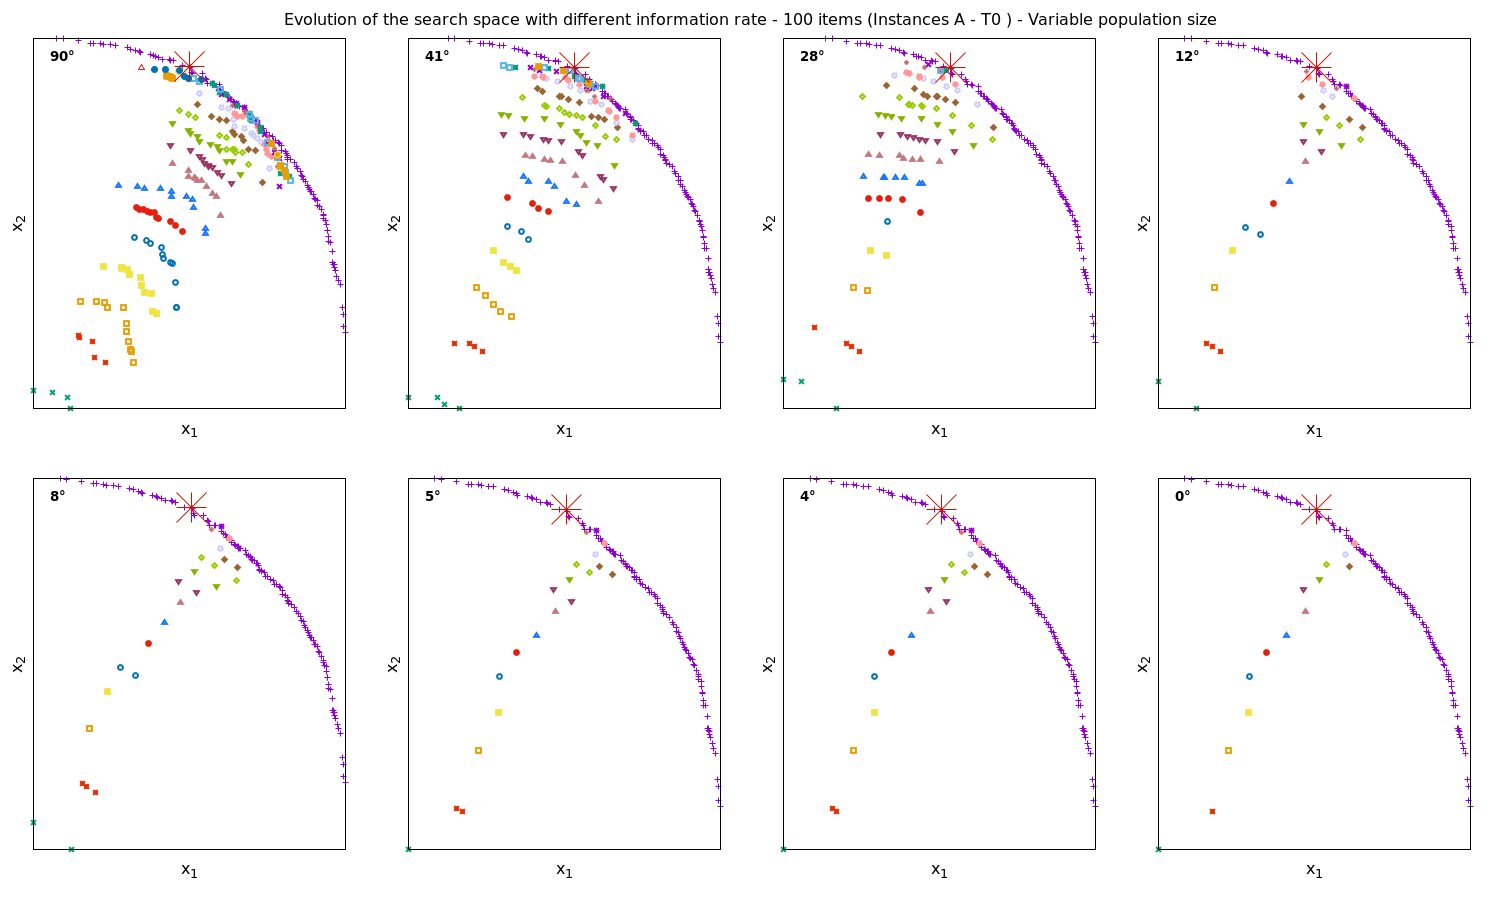 Evolution of the search space with different information rate - 100 items (Instances A - T0 ) - Variable population size
90°
41°
28°
12°
x₂
x₂
x₂
x₂
x₁
x₁
x₁
x₁
8°
5°
4°
0°
x₂
x₂
x₂
x₂
x₁
x₁
x₁
x₁